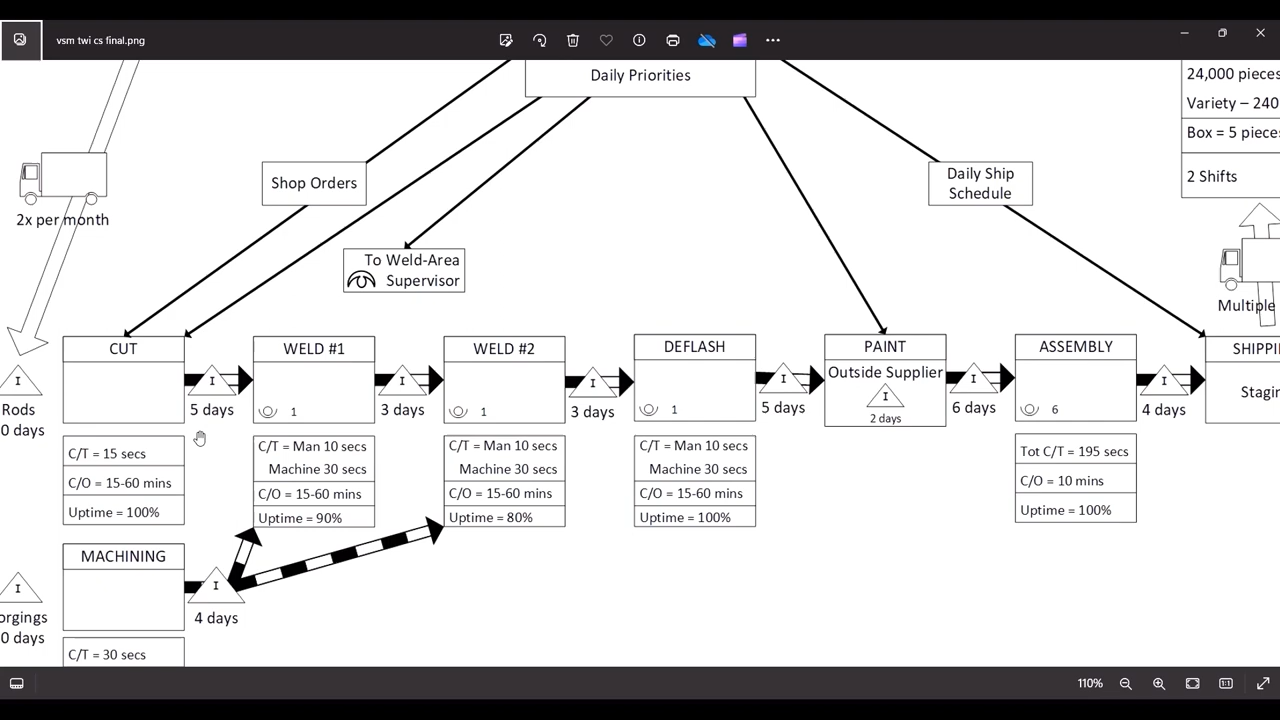 vsm twi cs final.png
Daily Priorities
24,000 pieces
Variety – 240
Box = 5 pieces
2 Shifts
2x per month
Shop Orders
Daily Ship
Schedule
To Weld-Area
Supervisor
Multiple
CUT
WELD #1
WELD #2
DEFLASH
PAINT
ASSEMBLY
Outside Supplier
I
I
I
I
I
I
I
I
Rods
0 days
5 days
1
3 days
1
3 days
1
5 days
2 days
6 days
6
4 days
C/T = 15 secs
C/O = 15-60 mins
Uptime = 100%
C/T = Man 10 secs
Machine 30 secs
C/O = 15-60 mins
Uptime = 90%
C/T = Man 10 secs
Machine 30 secs
C/O = 15-60 mins
Uptime = 80%
C/T = Man 10 secs
Machine 30 secs
C/O = 15-60 mins
Uptime = 100%
Tot C/T = 195 secs
C/O = 10 mins
Uptime = 100%
MACHINING
I
I
orgings
0 days
4 days
C/T = 30 secs
110%
1:1